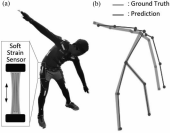 (a)
(b)
: Ground Truth
: Prediction
Soft
Strain
Sensor